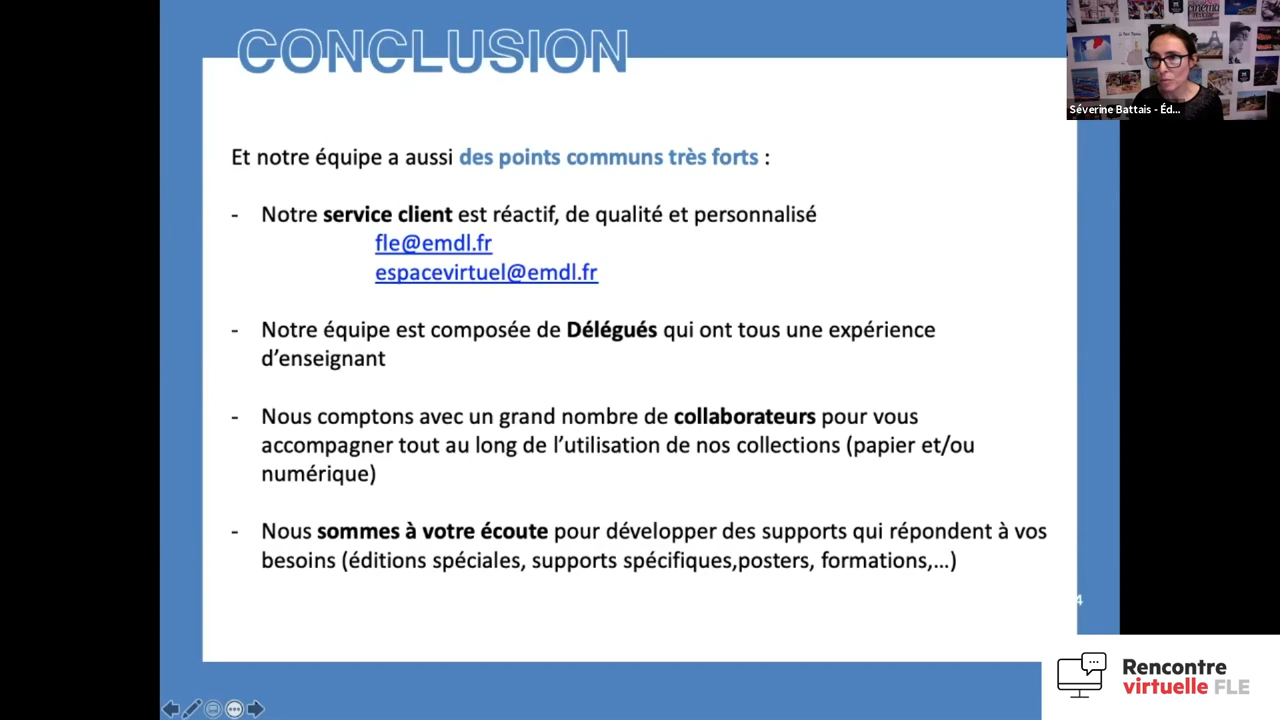 CONCLUSION
Séverine Battais - Éd...
Et notre équipe a aussi des points communs très forts :
- Notre service client est réactif, de qualité et personnalisé
fle@emdl.fr
espacevirtuel@emdl.fr
- Notre équipe est composée de Délégués qui ont tous une expérience
d’enseignant
- Nous comptons avec un grand nombre de collaborateurs pour vous
accompagner tout au long de l’utilisation de nos collections (papier et/ou
numérique)
- Nous sommes à votre écoute pour développer des supports qui répondent à vos
besoins (éditions spéciales, supports spécifiques,posters, formations,...)
4
Rencontre
virtuelle FLE